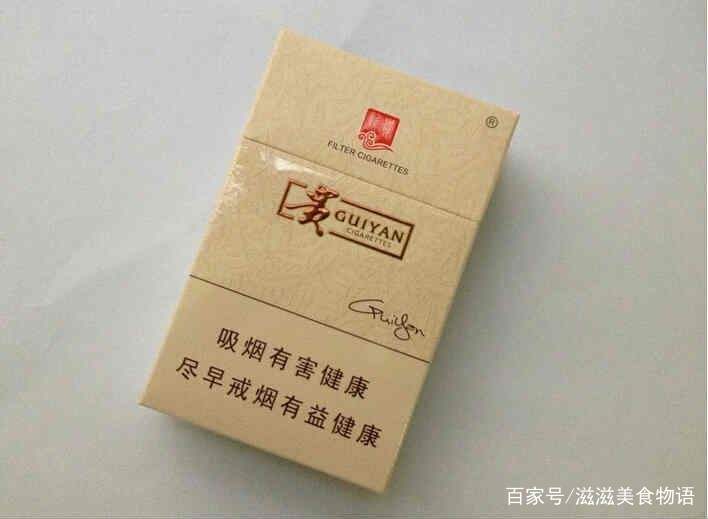 ®
FILTER CIGARETTES
贵
GUIYAN
CIGARETTES
GuiYan
吸烟有害健康
尽早戒烟有益健康
百家号/滋滋美食物语